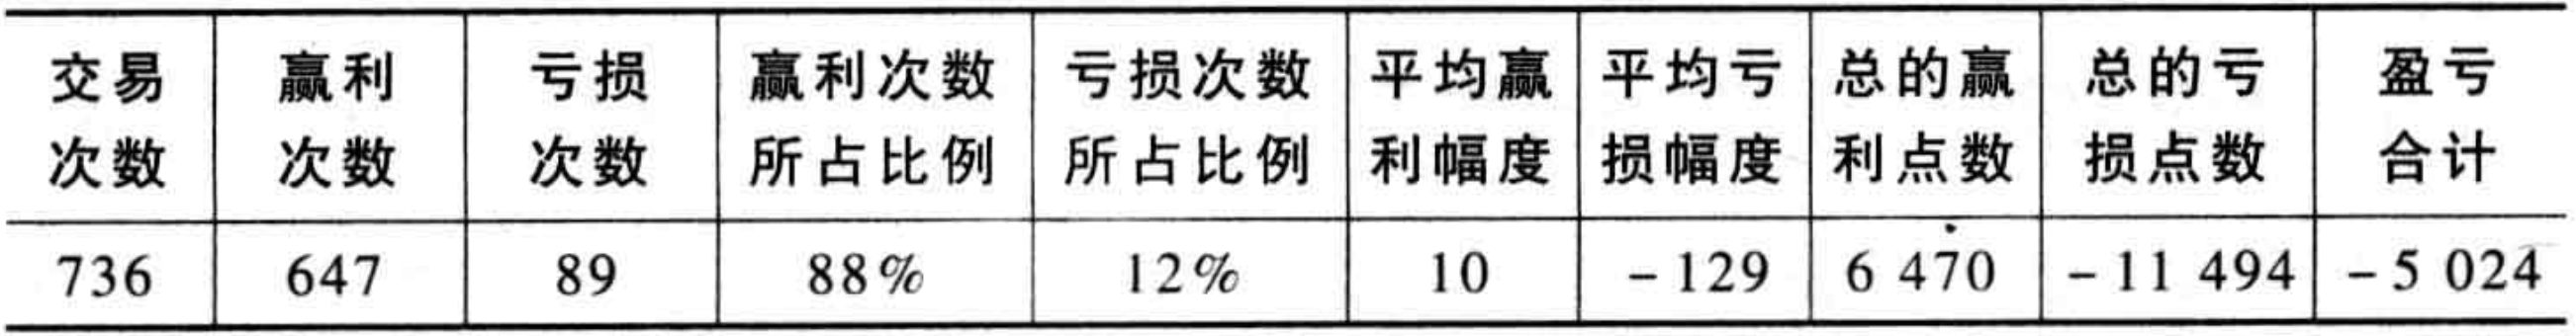 交易 赢利 亏损 赢利次数 亏损次数 平均赢 平均亏 总的赢 总的亏 盈亏
次数 次数 次数 所占比例 所占比例 利幅度 损幅度 利点数 损点数 合计
736 647 89 88% 12% 10 -129 6 470 -11 494 -5 024